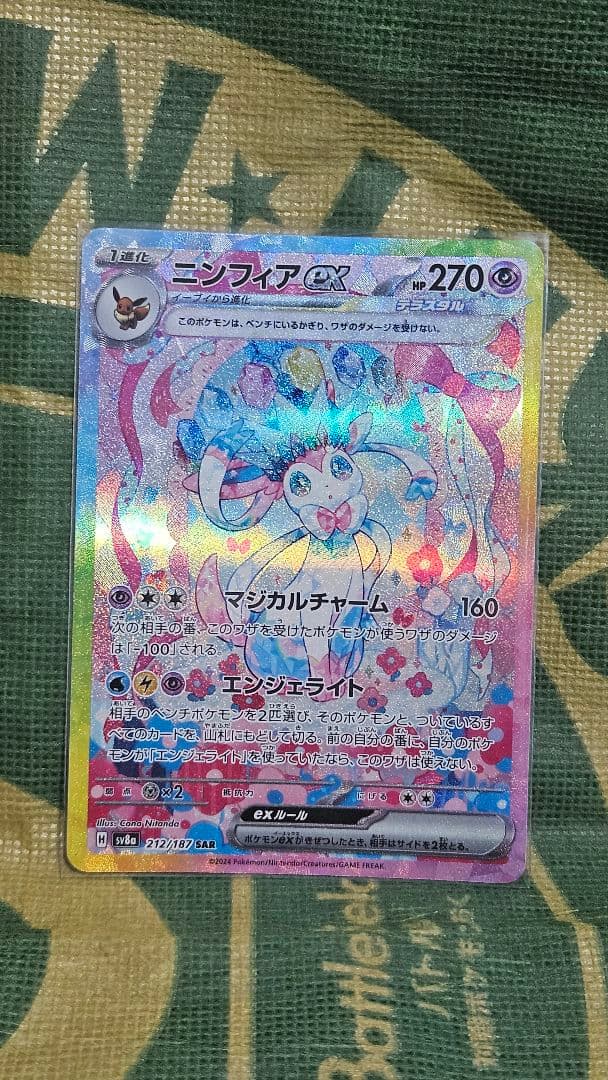 1進化
ニンフィアex
HP 270
イーブイから進化
テラスタル
このポケモンは、ベンチにいるかぎり、ワザのダメージを受けない。
マジカルチャーム 160
次の相手の番、このワザを受けたポケモンが使うワザのダメージ
は「-100」される。
エンジェライト
相手のベンチポケモンを2匹選び、そのポケモンと、ついているす
べてのカードを、山札にもどして切る。前の自分の番に、自分のポケ
モンが「エンジェライト」を使っていたなら、このワザは使えない。
弱点 ×2 抵抗力 にげる
exルール
ポケモンexがきぜつしたとき、相手はサイドを2枚とる。
Illus. Cona Nitanda
H sv8a 212/187 SAR
©2024 Pokémon/Nintendo/Creatures/GAME FREAK.
バトル